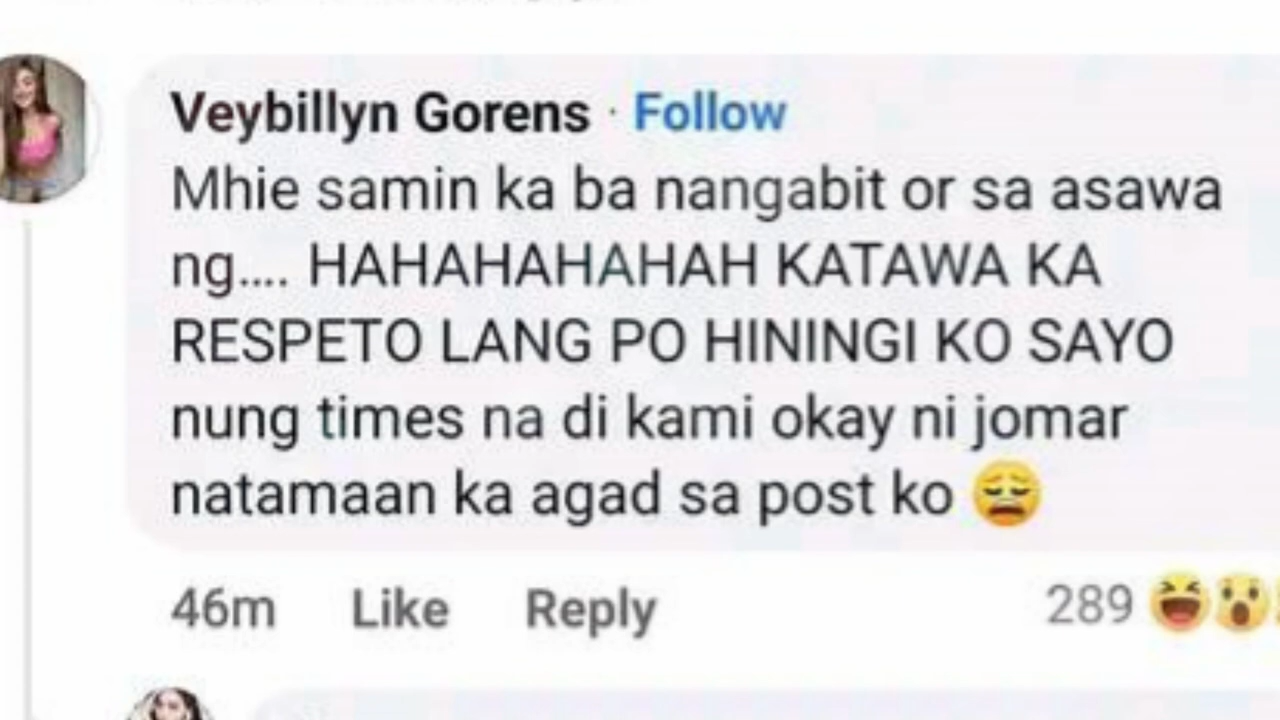 Veybillyn Gorens · Follow
Mhie samin ka ba nangabit or sa asawa
ng.... HAHAHAHAHAH KATAWA KA
RESPETO LANG PO HININGI KO SAYO
nung times na di kami okay ni jomar
natamaan ka agad sa post ko 😩
46m Like Reply 289